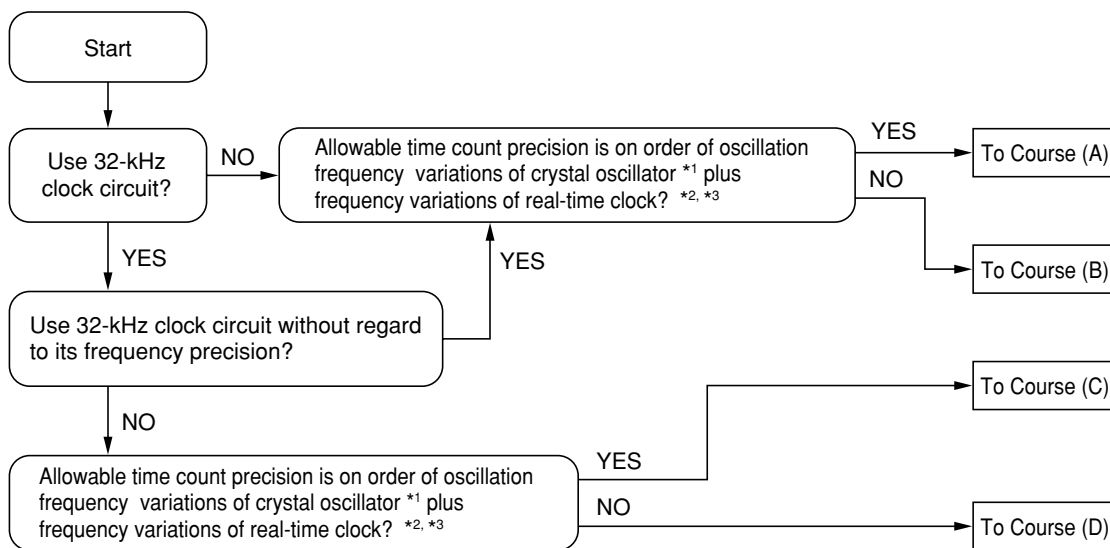 Start
Use 32-kHz
clock circuit?
NO
Allowable time count precision is on order of oscillation
frequency variations of crystal oscillator *1 plus
frequency variations of real-time clock? *2, *3
YES
To Course (A)
NO
To Course (B)
YES
YES
Use 32-kHz clock circuit without regard
to its frequency precision?
To Course (C)
NO
Allowable time count precision is on order of oscillation
frequency variations of crystal oscillator *1 plus
frequency variations of real-time clock? *2, *3
YES
NO
To Course (D)